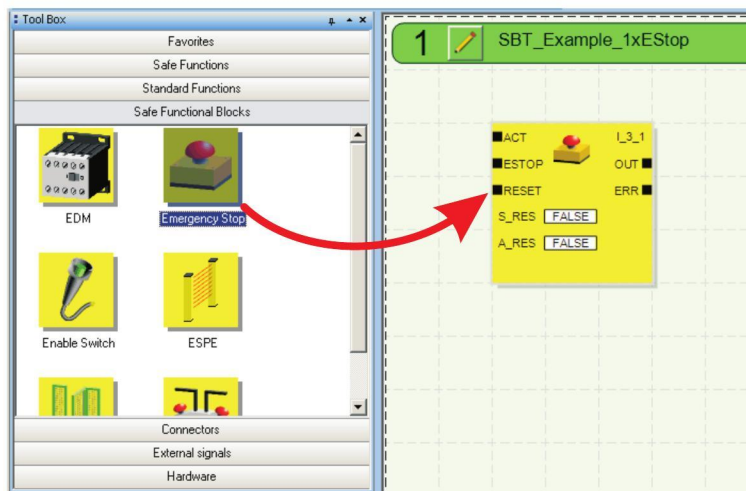 Tool Box
Favorites
Safe Functions
Standard Functions
Safe Functional Blocks
EDM
Emergency Stop
Enable Switch
ESPE
Connectors
External signals
Hardware
1
SBT_Example_1xEStop
ACT I_3_1
ESTOP OUT
RESET ERR
S_RES FALSE
A_RES FALSE